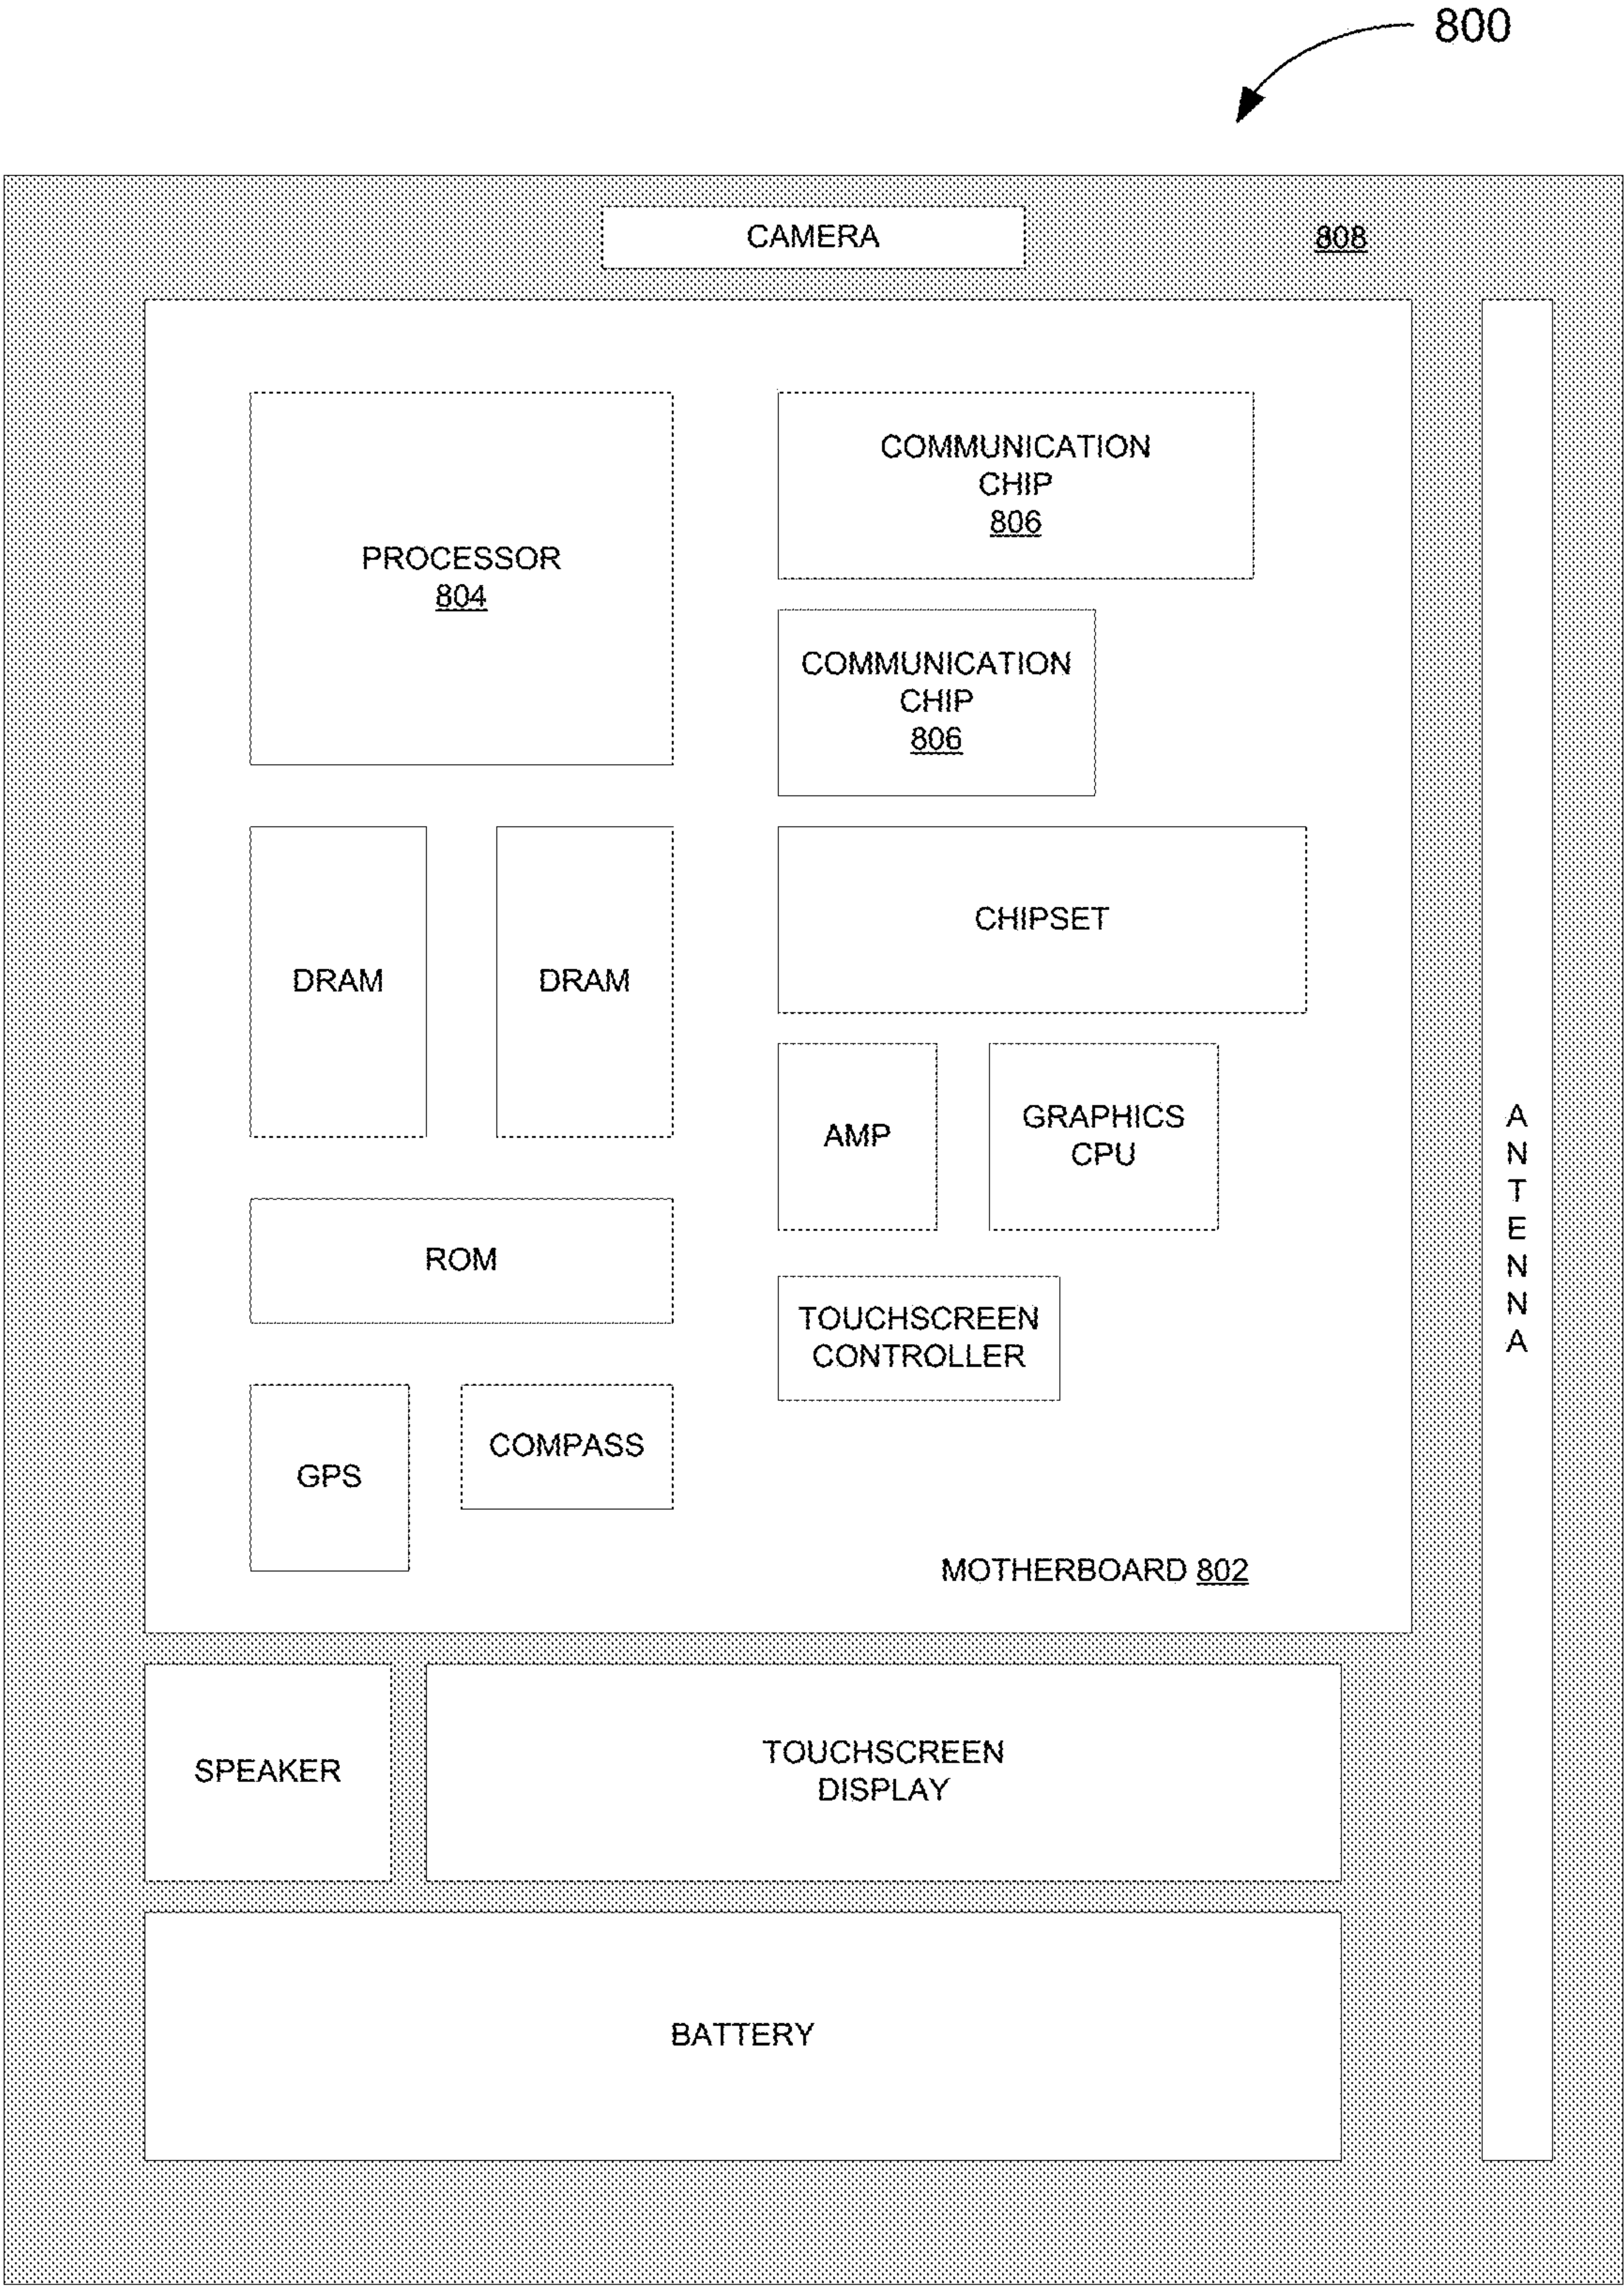 800
CAMERA
808
PROCESSOR
804
COMMUNICATION
CHIP
806
COMMUNICATION
CHIP
806
DRAM
DRAM
CHIPSET
AMP
GRAPHICS
CPU
ROM
TOUCHSCREEN
CONTROLLER
GPS
COMPASS
MOTHERBOARD 802
ANTENNA
SPEAKER
TOUCHSCREEN
DISPLAY
BATTERY